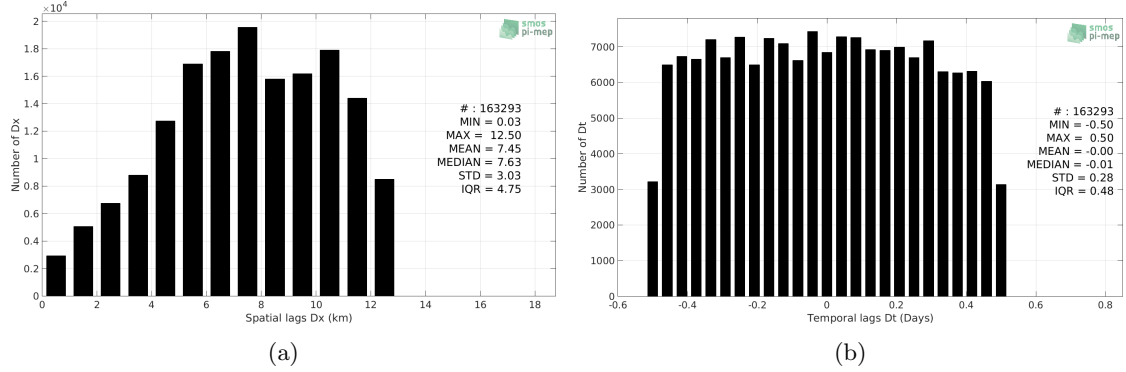 ×10⁴
2
1.8
1.6
1.4
1.2
1
0.8
0.6
0.4
0.2
0
Number of Dx
smos
pi-mep
# : 163293
MIN = 0.03
MAX = 12.50
MEAN = 7.45
MEDIAN = 7.63
STD = 3.03
IQR = 4.75
0 2 4 6 8 10 12 14 16 18
Spatial lags Dx (km)
(a)
7000
6000
5000
4000
3000
2000
1000
0
Number of Dt
smos
pi-mep
# : 163293
MIN = -0.50
MAX = 0.50
MEAN = -0.00
MEDIAN = -0.01
STD = 0.28
IQR = 0.48
-0.6 -0.4 -0.2 0 0.2 0.4 0.6 0.8
Temporal lags Dt (Days)
(b)